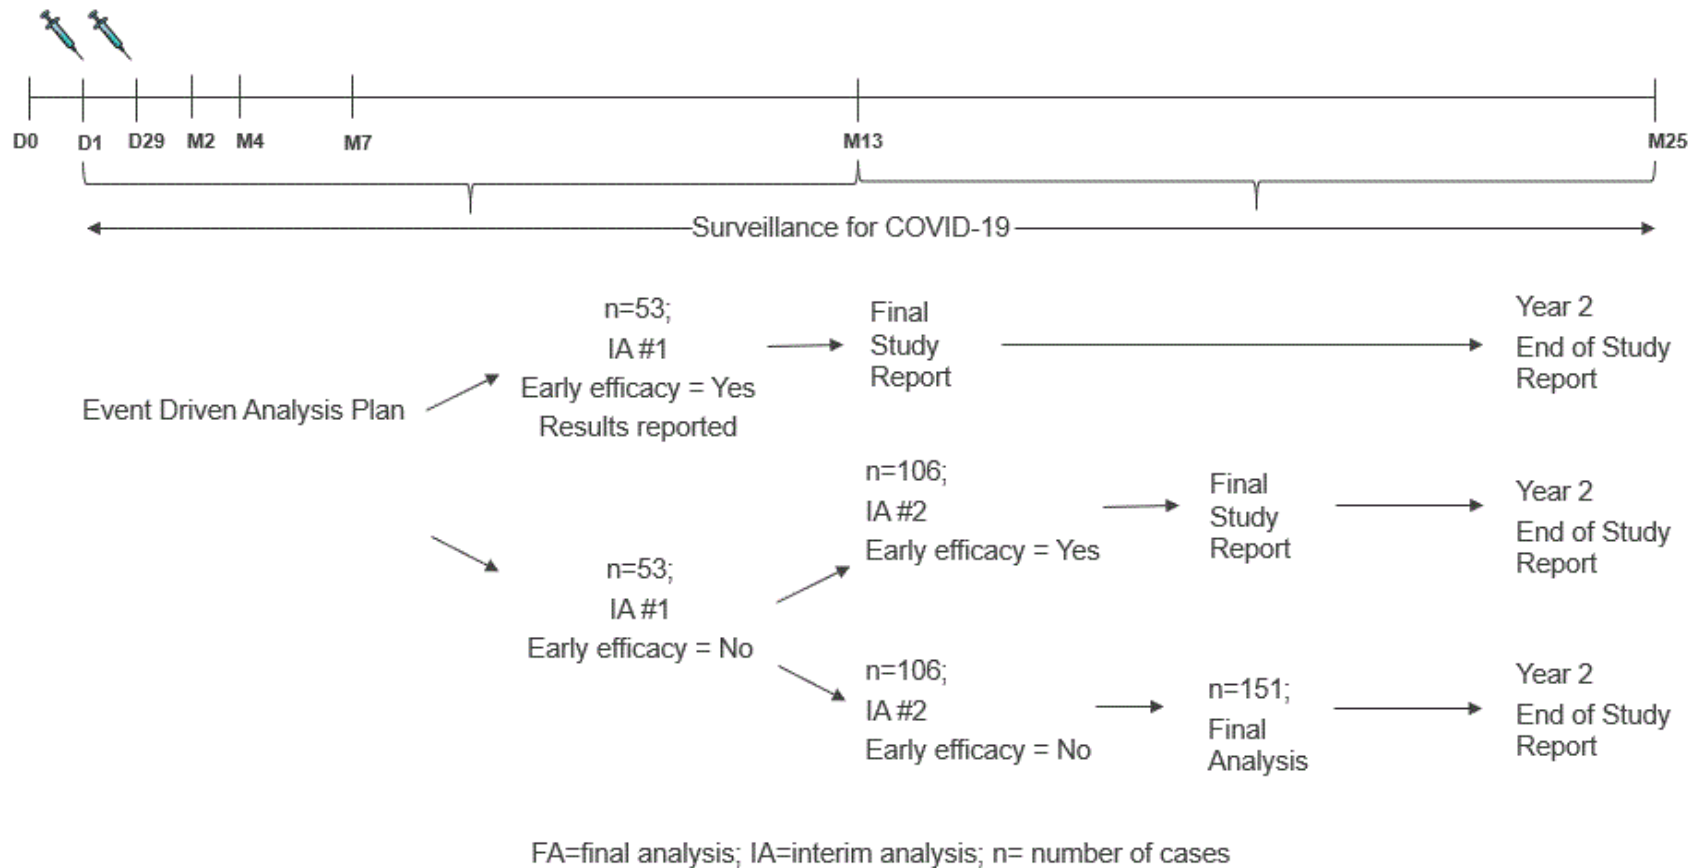 D0 D1 D29 M2 M4 M7 M13 M25
Surveillance for COVID-19
Event Driven Analysis Plan
n=53;
IA #1
Early efficacy = Yes
Results reported
Final
Study
Report
Year 2
End of Study
Report
n=53;
IA #1
Early efficacy = No
n=106;
IA #2
Early efficacy = Yes
Final
Study
Report
Year 2
End of Study
Report
n=106;
IA #2
Early efficacy = No
n=151;
Final
Analysis
Year 2
End of Study
Report
FA=final analysis; IA=interim analysis; n= number of cases